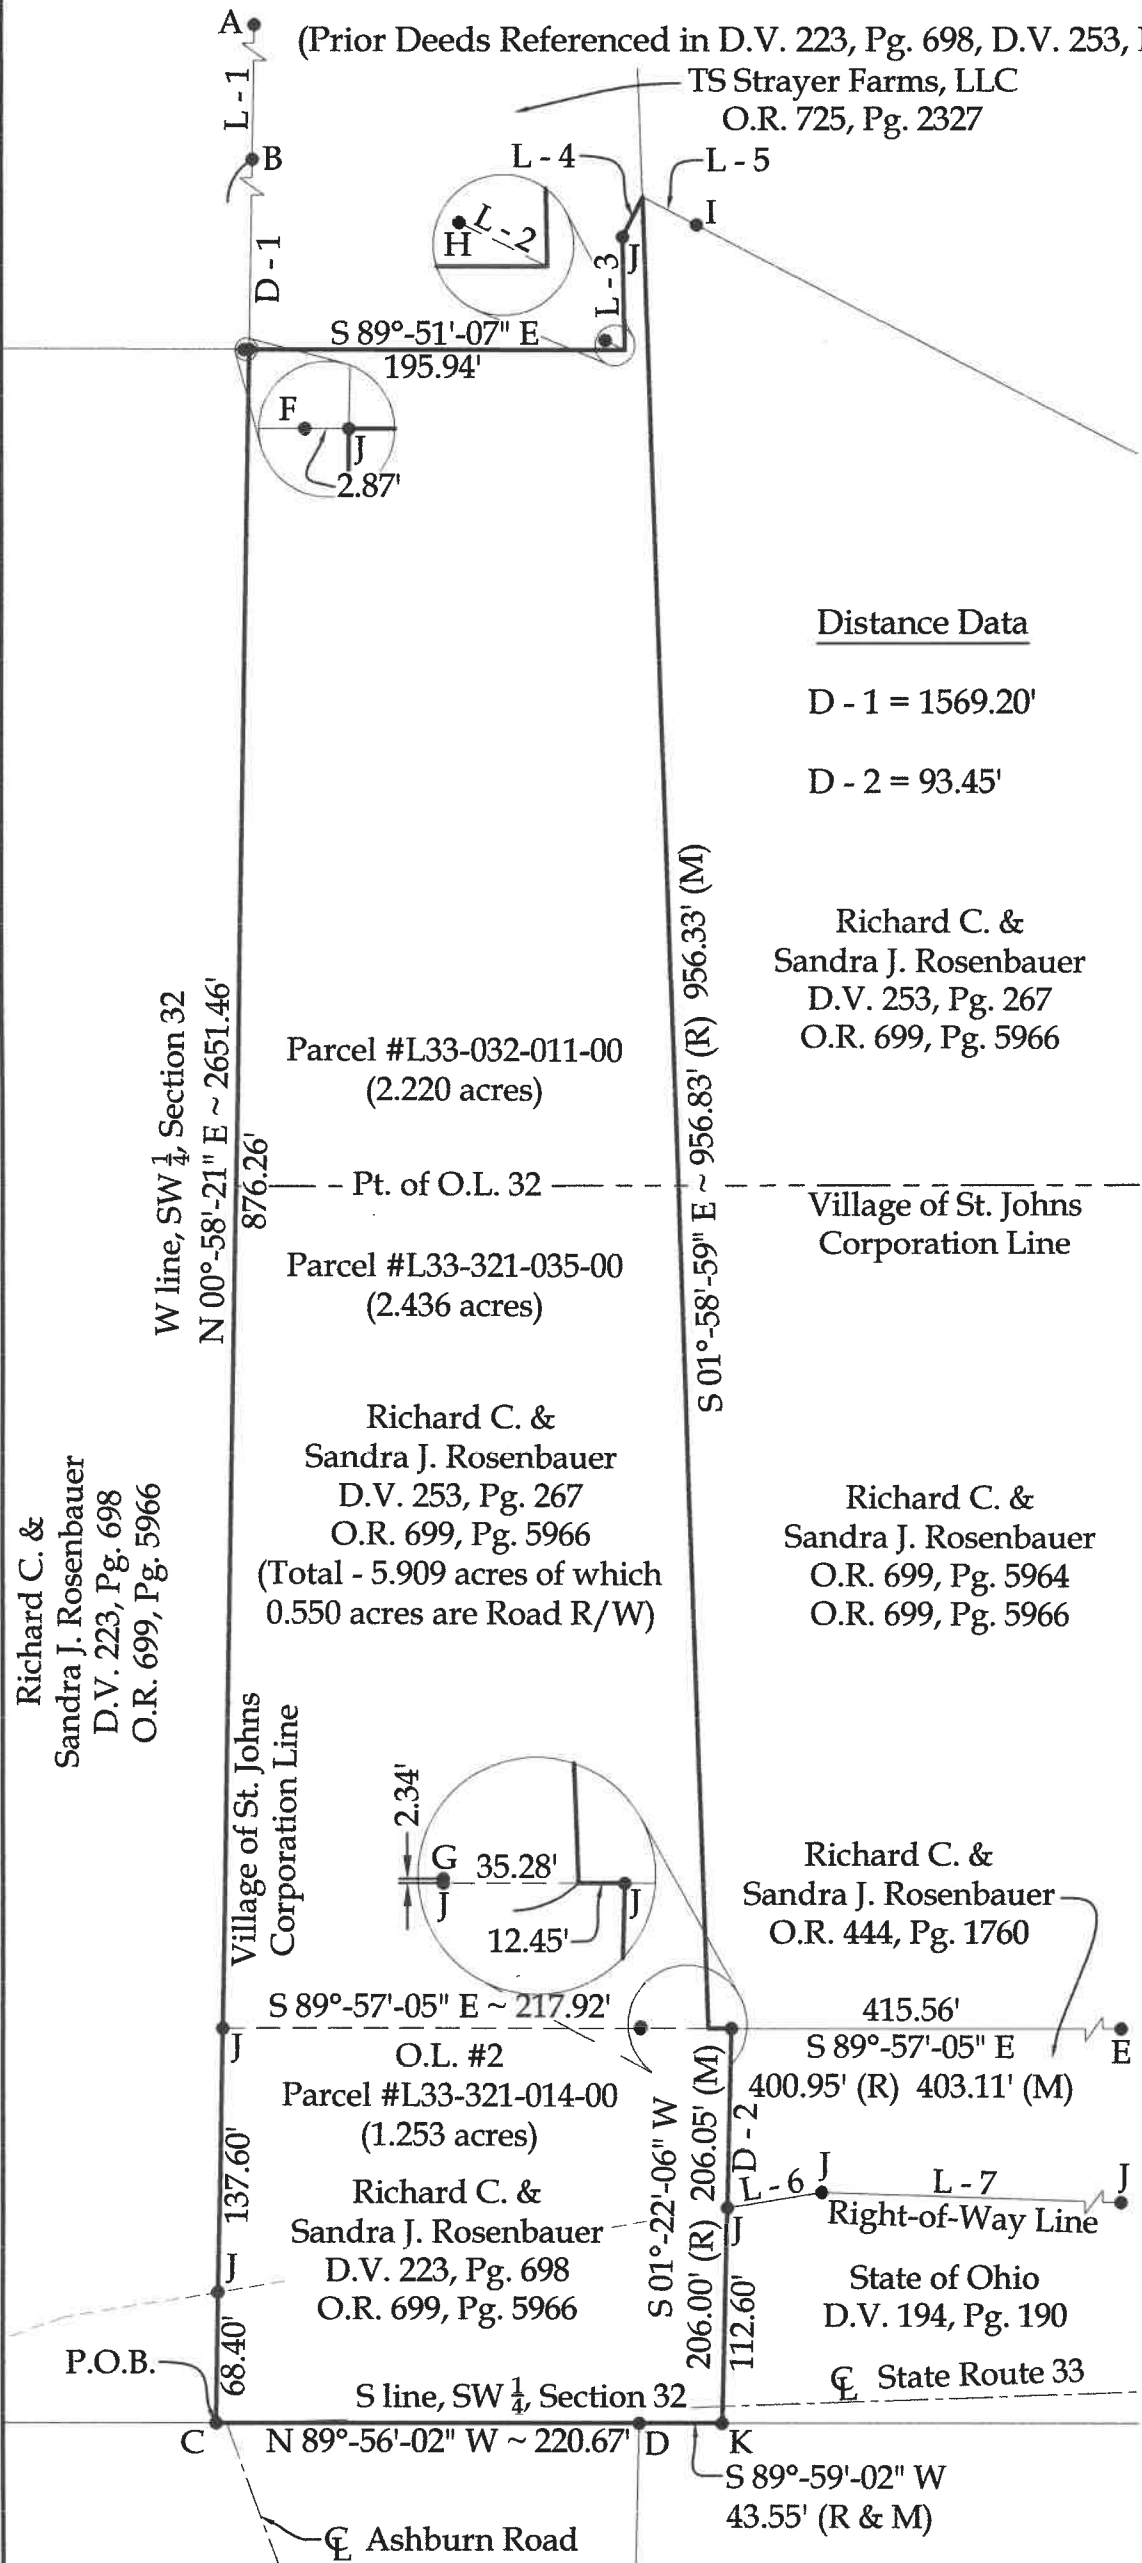 A
(Prior Deeds Referenced in D.V. 223, Pg. 698, D.V. 253,
TS Strayer Farms, LLC
O.R. 725, Pg. 2327
L - 1
B
L - 4
L - 5
I
H
L - 2
J
L - 3
D - 1
S 89°-51'-07" E
195.94'
F
J
2.87'
Distance Data
D - 1 = 1569.20'
D - 2 = 93.45'
Richard C. &
Sandra J. Rosenbauer
D.V. 253, Pg. 267
O.R. 699, Pg. 5966
W line, SW 1/4, Section 32
N 00°-58'-21" E ~ 2651.46'
876.26'
Parcel #L33-032-011-00
(2.220 acres)
S 01°-58'-59" E ~ 956.83' (R) 956.33' (M)
Pt. of O.L. 32
Village of St. Johns
Corporation Line
Parcel #L33-321-035-00
(2.436 acres)
Richard C. &
Sandra J. Rosenbauer
D.V. 253, Pg. 267
O.R. 699, Pg. 5966
(Total - 5.909 acres of which
0.550 acres are Road R/W)
Richard C. &
Sandra J. Rosenbauer
O.R. 699, Pg. 5964
O.R. 699, Pg. 5966
Richard C. &
Sandra J. Rosenbauer
D.V. 223, Pg. 698
O.R. 699, Pg. 5966
Village of St. Johns
Corporation Line
2.34'
G
35.28'
J
J
12.45'
Richard C. &
Sandra J. Rosenbauer
O.R. 444, Pg. 1760
S 89°-57'-05" E ~ 217.92'
J
O.L. #2
Parcel #L33-321-014-00
(1.253 acres)
415.56'
S 89°-57'-05" E
E
400.95' (R) 403.11' (M)
S 01°-22'-06" W
206.00' (R) 206.05' (M)
D - 2
137.60'
L - 6
J
L - 7
J
J
Right-of-Way Line
Richard C. &
Sandra J. Rosenbauer
D.V. 223, Pg. 698
O.R. 699, Pg. 5966
J
State of Ohio
D.V. 194, Pg. 190
112.60'
68.40'
P.O.B.
℄ State Route 33
S line, SW 1/4, Section 32
C
N 89°-56'-02" W ~ 220.67'
D
K
S 89°-59'-02" W
43.55' (R & M)
℄ Ashburn Road